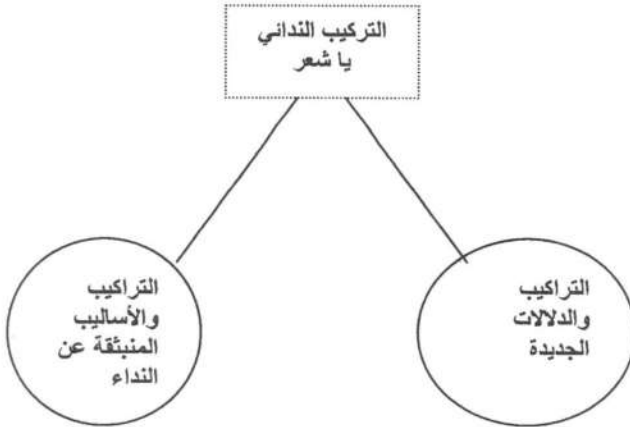 التركيب الندائي
يا شعر
التراكيب
والدلالات
الجديدة
التراكيب
والأساليب
المنبثقة عن
النداء